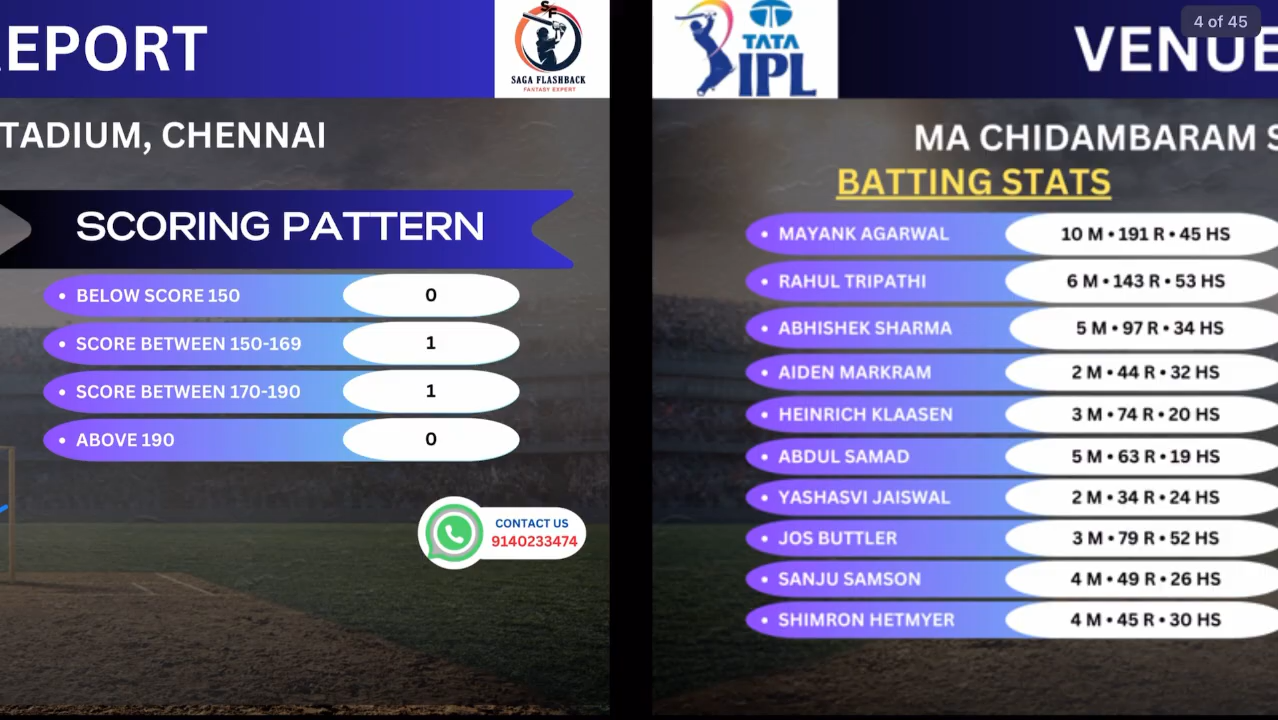 EPORT
SF
SAGA FLASHBACK
FANTASY EXPERT
TADIUM, CHENNAI
SCORING PATTERN
• BELOW SCORE 150 0
• SCORE BETWEEN 150-169 1
• SCORE BETWEEN 170-190 1
• ABOVE 190 0
CONTACT US
9140233474
TATA
IPL
VENUE
4 of 45
MA CHIDAMBARAM S
BATTING STATS
• MAYANK AGARWAL 10 M • 191 R • 45 HS
• RAHUL TRIPATHI 6 M • 143 R • 53 HS
• ABHISHEK SHARMA 5 M • 97 R • 34 HS
• AIDEN MARKRAM 2 M • 44 R • 32 HS
• HEINRICH KLAASEN 3 M • 74 R • 20 HS
• ABDUL SAMAD 5 M • 63 R • 19 HS
• YASHASVI JAISWAL 2 M • 34 R • 24 HS
• JOS BUTTLER 3 M • 79 R • 52 HS
• SANJU SAMSON 4 M • 49 R • 26 HS
• SHIMRON HETMYER 4 M • 45 R • 30 HS